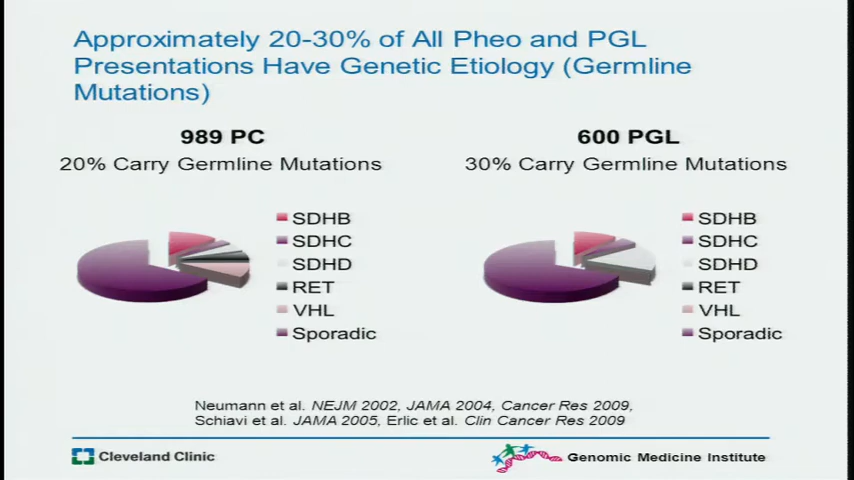 Approximately 20-30% of All Pheo and PGL
Presentations Have Genetic Etiology (Germline
Mutations)
989 PC
20% Carry Germline Mutations
SDHB
SDHC
SDHD
RET
VHL
Sporadic
600 PGL
30% Carry Germline Mutations
SDHB
SDHC
SDHD
RET
VHL
Sporadic
Neumann et al. NEJM 2002, JAMA 2004, Cancer Res 2009,
Schiavi et al. JAMA 2005, Erlic et al. Clin Cancer Res 2009
Cleveland Clinic
Genomic Medicine Institute